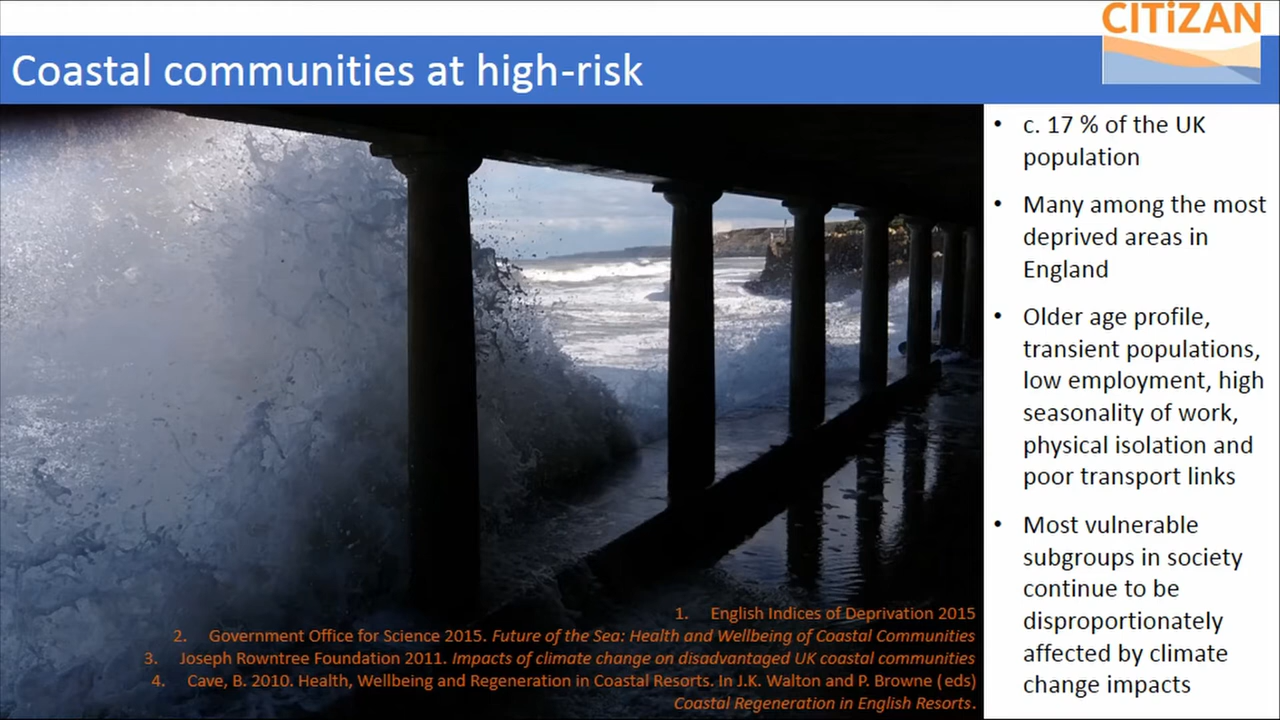 CITiZAN
Coastal communities at high-risk
• c. 17 % of the UK
population
• Many among the most
deprived areas in
England
• Older age profile,
transient populations,
low employment, high
seasonality of work,
physical isolation and
poor transport links
• Most vulnerable
subgroups in society
continue to be
disproportionately
affected by climate
change impacts
1. English Indices of Deprivation 2015
2. Government Office for Science 2015. Future of the Sea: Health and Wellbeing of Coastal Communities
3. Joseph Rowntree Foundation 2011. Impacts of climate change on disadvantaged UK coastal communities
4. Cave, B. 2010. Health, Wellbeing and Regeneration in Coastal Resorts. In J.K. Walton and P. Browne (eds)
Coastal Regeneration in English Resorts.